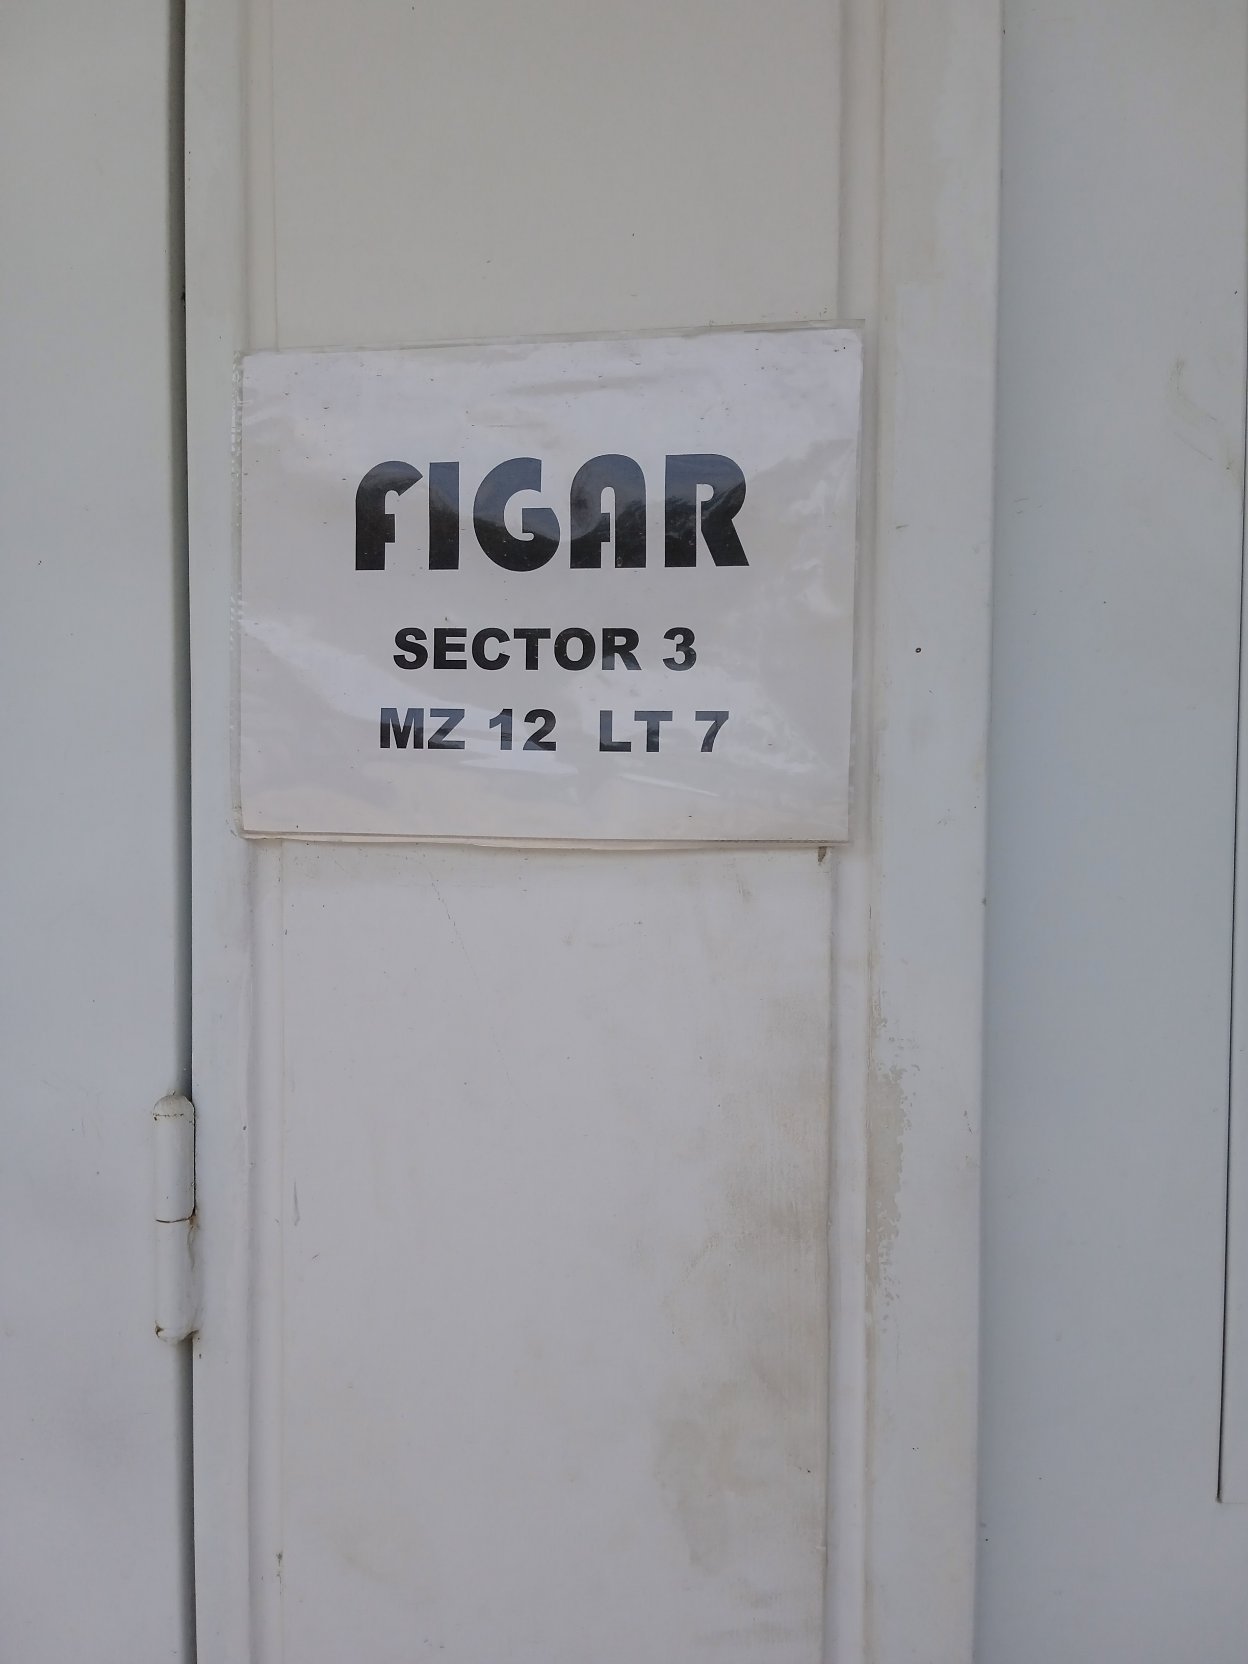 FIGAR
SECTOR 3
MZ 12 LT 7